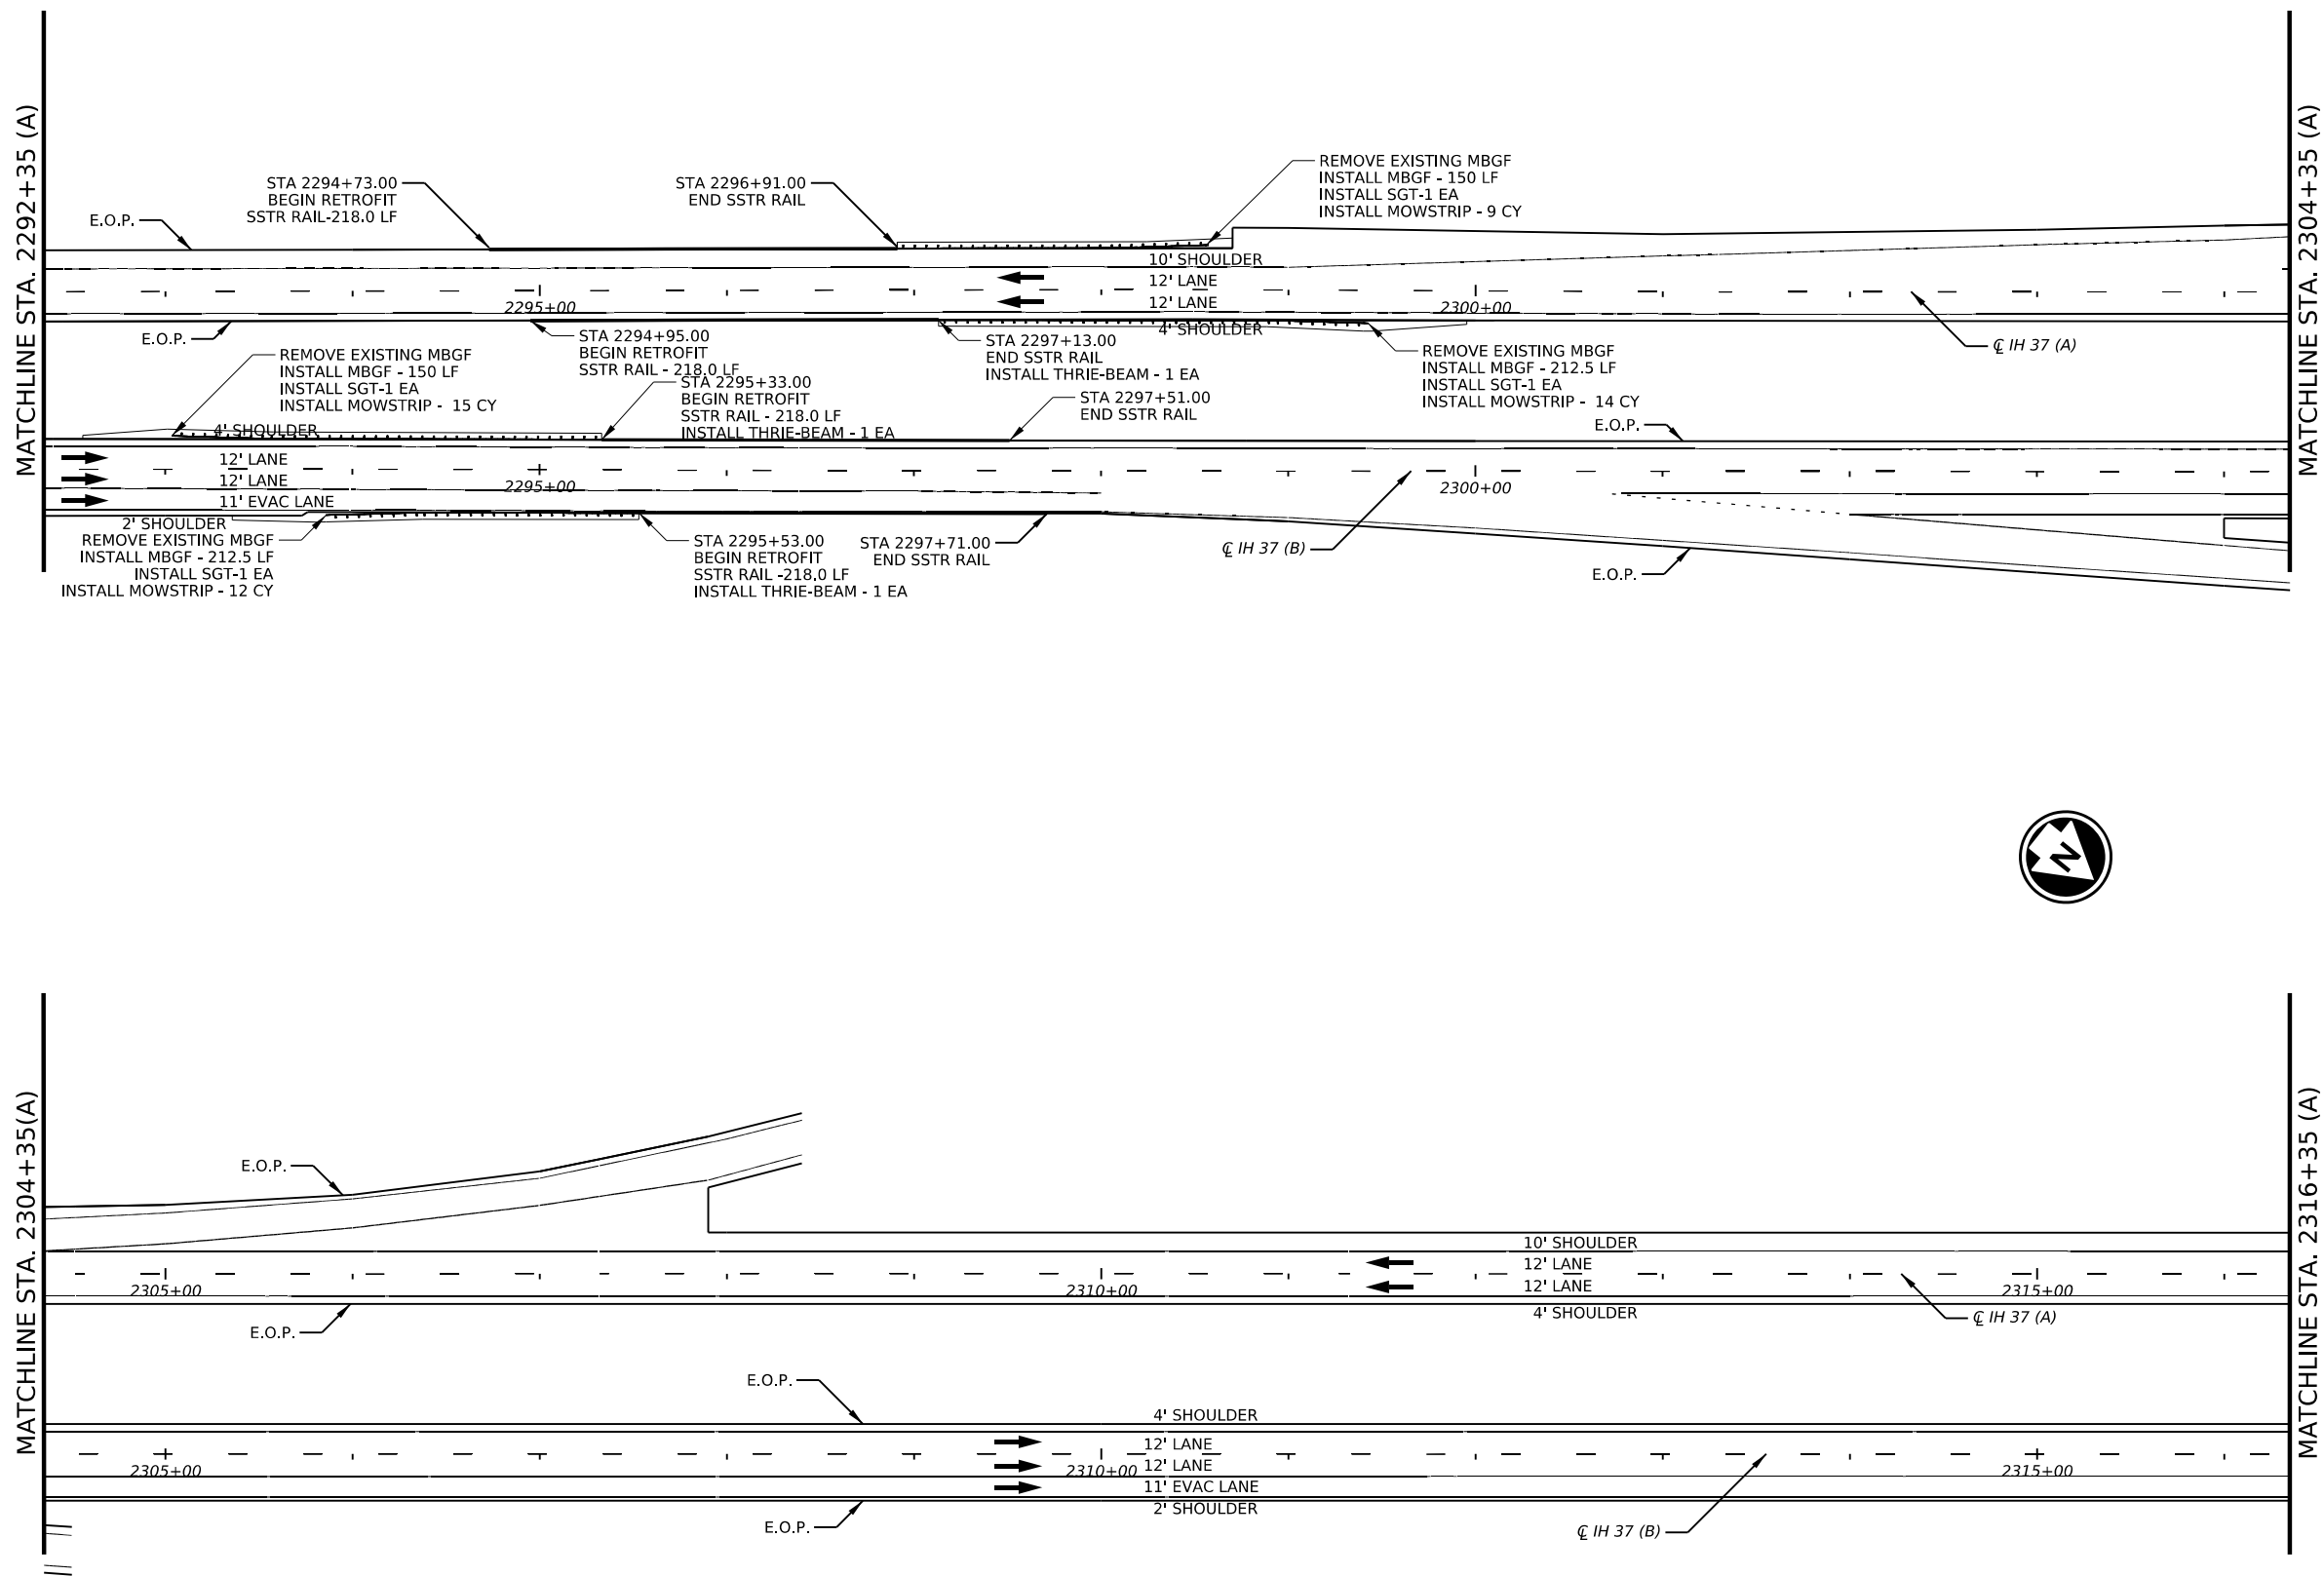 MATCHLINE STA. 2292+35 (A)
MATCHLINE STA. 2304+35 (A)
E.O.P.
STA 2294+73.00
BEGIN RETROFIT
SSTR RAIL-218.0 LF
STA 2296+91.00
END SSTR RAIL
REMOVE EXISTING MBGF
INSTALL MBGF - 150 LF
INSTALL SGT-1 EA
INSTALL MOWSTRIP - 9 CY
10' SHOULDER
12' LANE
12' LANE
4' SHOULDER
2295+00
2300+00
E.O.P.
STA 2294+95.00
BEGIN RETROFIT
SSTR RAIL - 218.0 LF
STA 2297+13.00
END SSTR RAIL
INSTALL THRIE-BEAM - 1 EA
REMOVE EXISTING MBGF
INSTALL MBGF - 212.5 LF
INSTALL SGT-1 EA
INSTALL MOWSTRIP - 14 CY
℄ IH 37 (A)
REMOVE EXISTING MBGF
INSTALL MBGF - 150 LF
INSTALL SGT-1 EA
INSTALL MOWSTRIP - 15 CY
STA 2295+33.00
BEGIN RETROFIT
SSTR RAIL - 218.0 LF
INSTALL THRIE-BEAM - 1 EA
STA 2297+51.00
END SSTR RAIL
E.O.P.
4' SHOULDER
12' LANE
12' LANE
11' EVAC LANE
2' SHOULDER
2295+00
2300+00
REMOVE EXISTING MBGF
INSTALL MBGF - 212.5 LF
INSTALL SGT-1 EA
INSTALL MOWSTRIP - 12 CY
STA 2295+53.00
BEGIN RETROFIT
SSTR RAIL -218.0 LF
INSTALL THRIE-BEAM - 1 EA
STA 2297+71.00
END SSTR RAIL
℄ IH 37 (B)
E.O.P.
N
MATCHLINE STA. 2304+35(A)
MATCHLINE STA. 2316+35 (A)
E.O.P.
10' SHOULDER
12' LANE
12' LANE
4' SHOULDER
2305+00
2310+00
2315+00
E.O.P.
℄ IH 37 (A)
E.O.P.
4' SHOULDER
12' LANE
12' LANE
11' EVAC LANE
2' SHOULDER
2305+00
2310+00
2315+00
E.O.P.
℄ IH 37 (B)